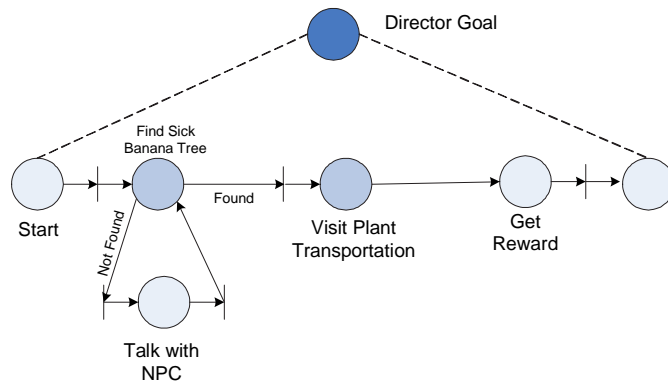 Director Goal
Find Sick
Banana Tree
Found
Start
Visit Plant
Transportation
Get
Reward
Not Found
Talk with
NPC